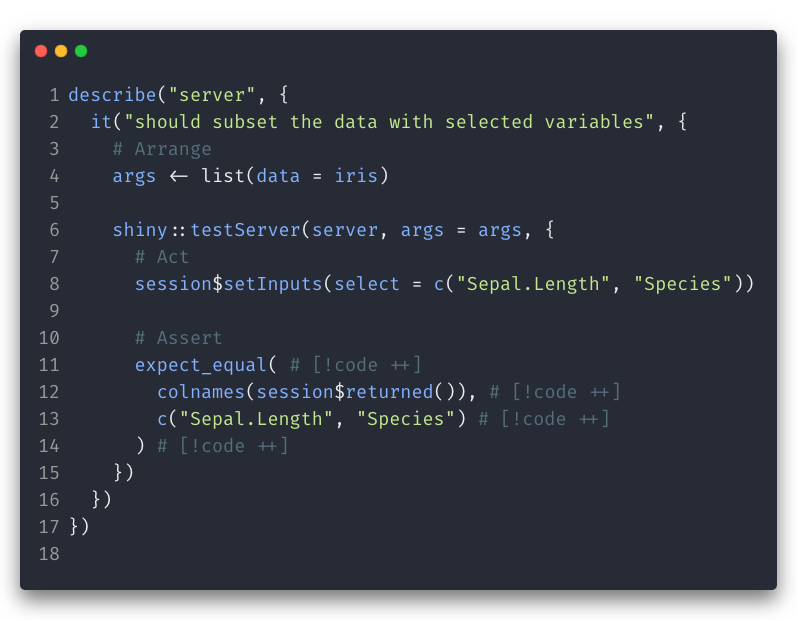 1 describe("server", {
2   it("should subset the data with selected variables", {
3     # Arrange
4     args <- list(data = iris)
5
6     shiny::testServer(server, args = args, {
7       # Act
8       session$setInputs(select = c("Sepal.Length", "Species"))
9
10       # Assert
11       expect_equal( # [!code ++]
12         colnames(session$returned()), # [!code ++]
13         c("Sepal.Length", "Species") # [!code ++]
14       ) # [!code ++]
15     })
16   })
17 })
18